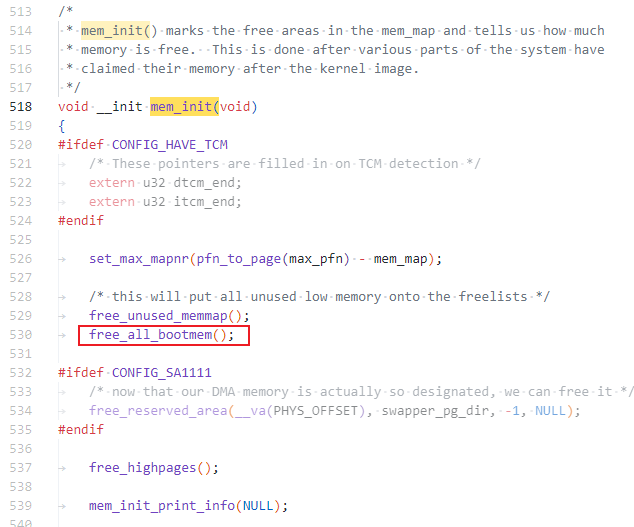 513 /*
514  * mem_init() marks the free areas in the mem_map and tells us how much
515  * memory is free.  This is done after various parts of the system have
516  * claimed their memory after the kernel image.
517  */
518 void __init mem_init(void)
519 {
520 #ifdef CONFIG_HAVE_TCM
521 → /* These pointers are filled in on TCM detection */
522 → extern u32 dtcm_end;
523 → extern u32 itcm_end;
524 #endif
525
526 → set_max_mapnr(pfn_to_page(max_pfn) - mem_map);
527
528 → /* this will put all unused low memory onto the freelists */
529 → free_unused_memmap();
530 → free_all_bootmem();
531
532 #ifdef CONFIG_SA1111
533 → /* now that our DMA memory is actually so designated, we can free it */
534 → free_reserved_area(__va(PHYS_OFFSET), swapper_pg_dir, -1, NULL);
535 #endif
536
537 → free_highpages();
538
539 → mem_init_print_info(NULL);
540